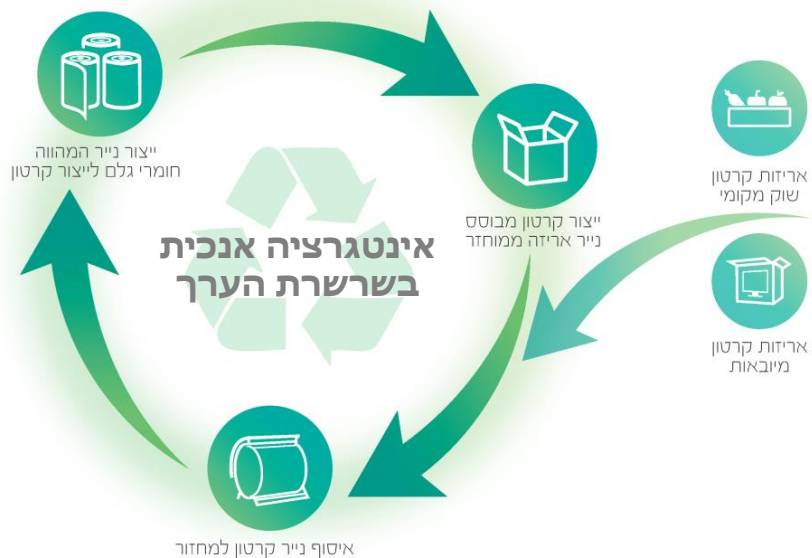 ייצור נייר המהווה
חומרי גלם לייצור קרטון
ייצור קרטון מבוסס
נייר אריזה ממוחזר
אריזות קרטון
שוק מקומי
אינטגרציה אנכית
בשרשרת הערך
אריזות קרטון
מיובאות
איסוף נייר קרטון למחזור